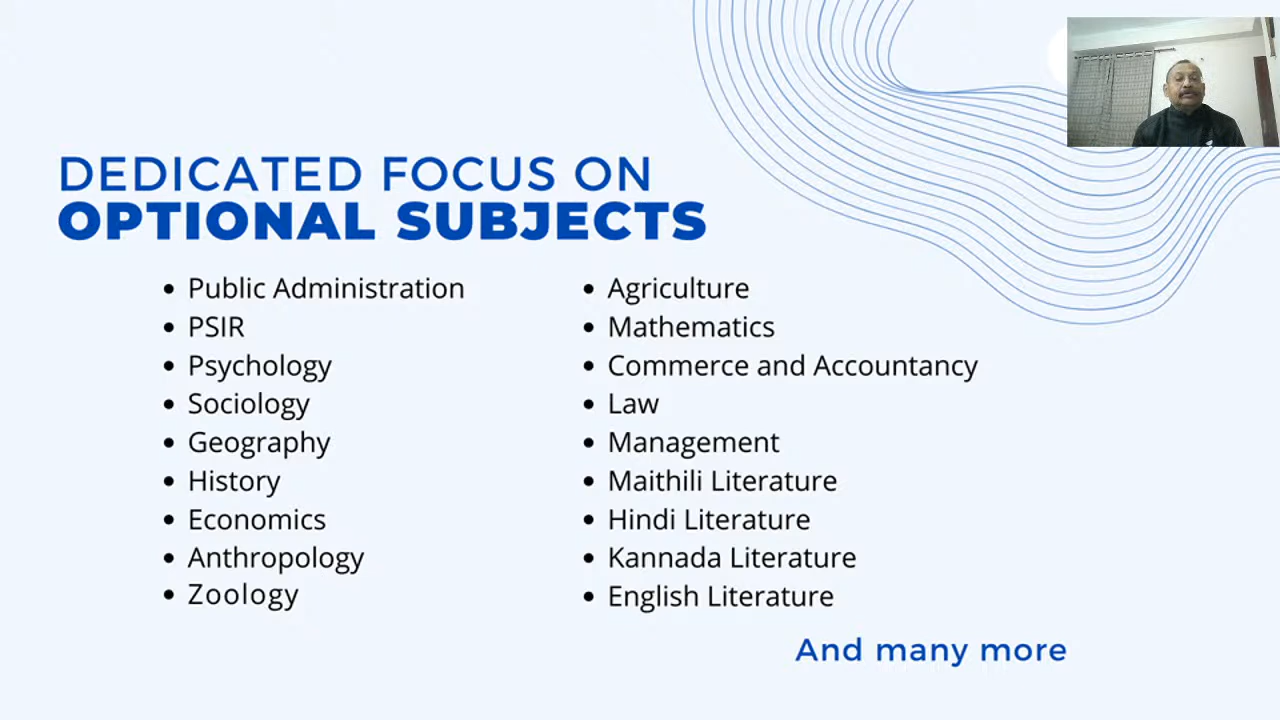 DEDICATED FOCUS ON
OPTIONAL SUBJECTS
Public Administration
PSIR
Psychology
Sociology
Geography
History
Economics
Anthropology
Zoology
Agriculture
Mathematics
Commerce and Accountancy
Law
Management
Maithili Literature
Hindi Literature
Kannada Literature
English Literature
And many more